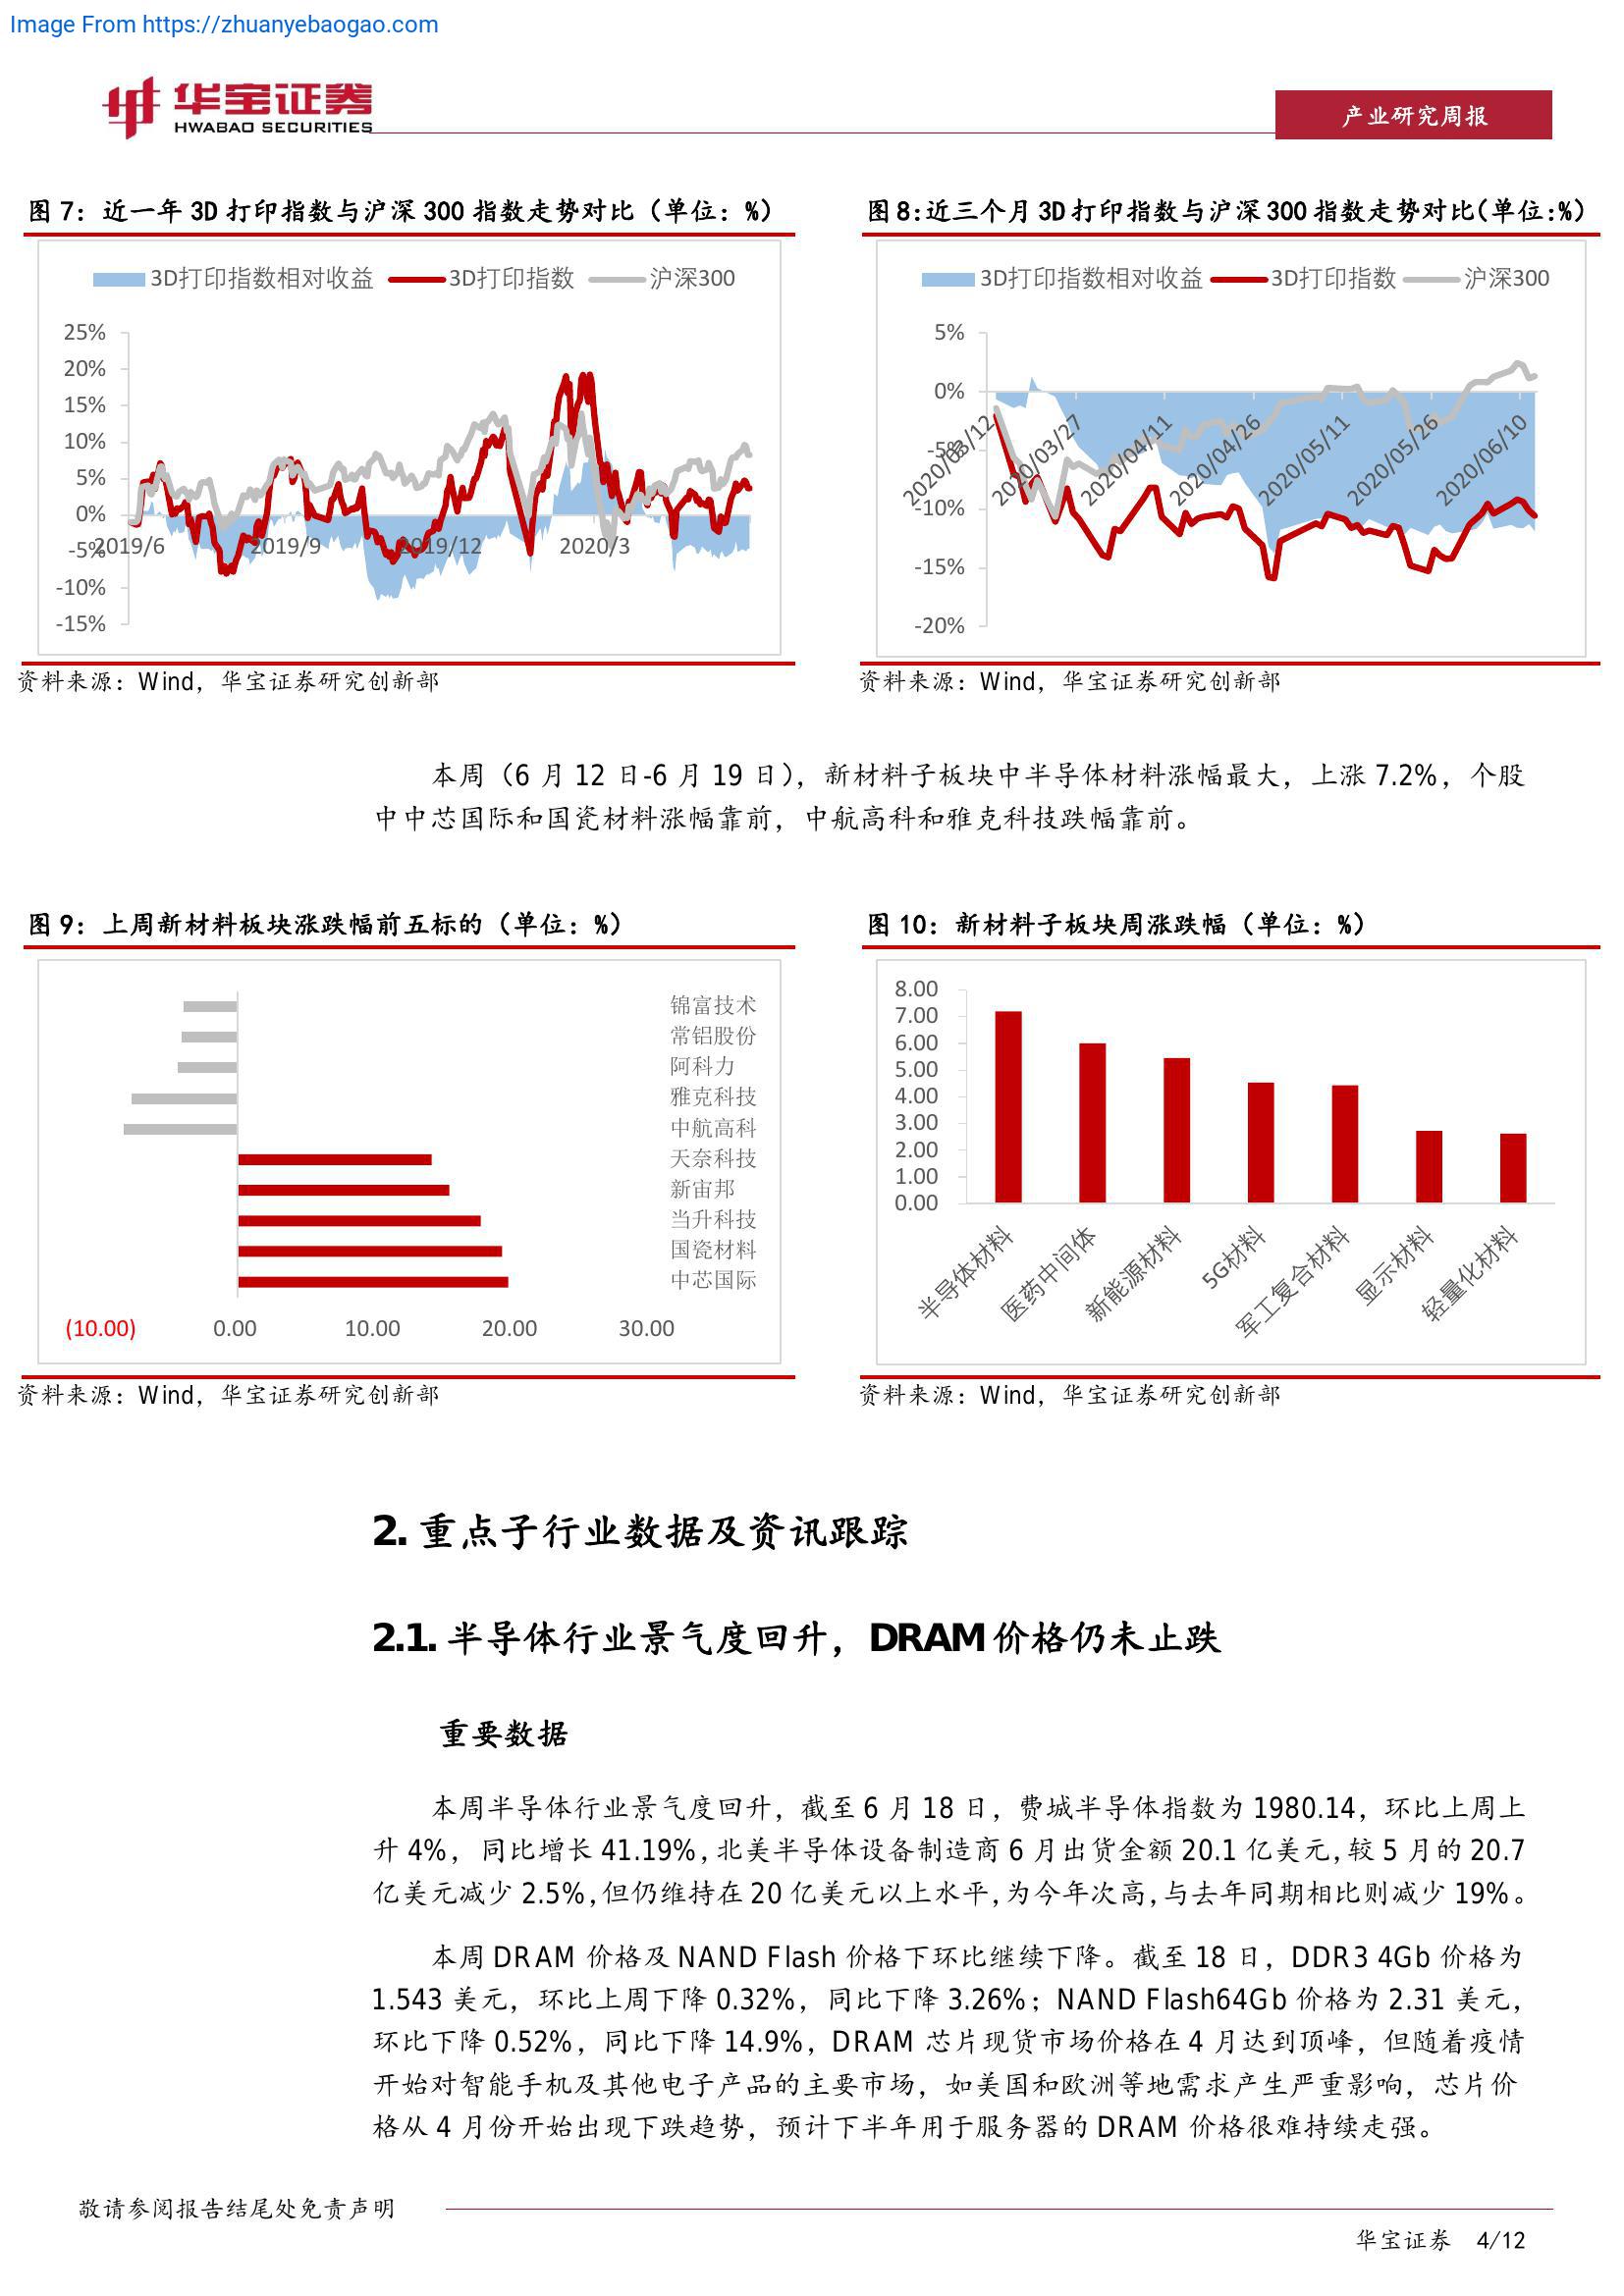 Image From https://zhuanyebaogao.com
华宝证券
HWABAO SECURITIES
产业研究周报
图 7：近一年 3D 打印指数与沪深 300 指数走势对比（单位：%）
3D打印指数相对收益 3D打印指数 沪深300
25%
20%
15%
10%
5%
0%
-5%
-10%
-15%
2019/6 2019/9 2019/12 2020/3
资料来源：Wind，华宝证券研究创新部
图 8：近三个月 3D 打印指数与沪深 300 指数走势对比（单位：%）
3D打印指数相对收益 3D打印指数 沪深300
5%
0%
-5%
-10%
-15%
-20%
2020/03/12 2020/03/27 2020/04/11 2020/04/26 2020/05/11 2020/05/26 2020/06/10
资料来源：Wind，华宝证券研究创新部
本周（6 月 12 日-6 月 19 日），新材料子板块中半导体材料涨幅最大，上涨 7.2%，个股
中中芯国际和国瓷材料涨幅靠前，中航高科和雅克科技跌幅靠前。
图 9：上周新材料板块涨跌幅前五标的（单位：%）
锦富技术
常铝股份
阿科力
雅克科技
中航高科
天奈科技
新宙邦
当升科技
国瓷材料
中芯国际
(10.00) 0.00 10.00 20.00 30.00
资料来源：Wind，华宝证券研究创新部
图 10：新材料子板块周涨跌幅（单位：%）
8.00
7.00
6.00
5.00
4.00
3.00
2.00
1.00
0.00
半导体材料 医药中间体 新能源材料 5G材料 军工复合材料 显示材料 轻量化材料
资料来源：Wind，华宝证券研究创新部
2. 重点子行业数据及资讯跟踪
2.1. 半导体行业景气度回升，DRAM 价格仍未止跌
重要数据
本周半导体行业景气度回升，截至 6 月 18 日，费城半导体指数为 1980.14，环比上周上
升 4%，同比增长 41.19%，北美半导体设备制造商 6 月出货金额 20.1 亿美元，较 5 月的 20.7
亿美元减少 2.5%，但仍维持在 20 亿美元以上水平，为今年次高，与去年同期相比则减少 19%。
本周 DRAM 价格及 NAND Flash 价格下环比继续下降。截至 18 日，DDR3 4Gb 价格为
1.543 美元，环比上周下降 0.32%，同比下降 3.26%；NAND Flash64Gb 价格为 2.31 美元，
环比下降 0.52%，同比下降 14.9%，DRAM 芯片现货市场价格在 4 月达到顶峰，但随着疫情
开始对智能手机及其他电子产品的主要市场，如美国和欧洲等地需求产生严重影响，芯片价
格从 4 月份开始出现下跌趋势，预计下半年用于服务器的 DRAM 价格很难持续走强。
敬请参阅报告结尾处免责声明
华宝证券 4/12